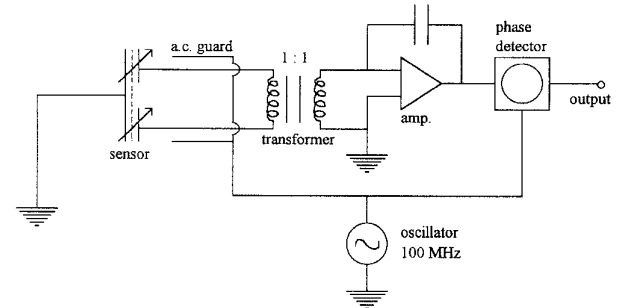 a.c. guard
1 : 1
phase
detector
output
amp.
transformer
sensor
oscillator
100 MHz